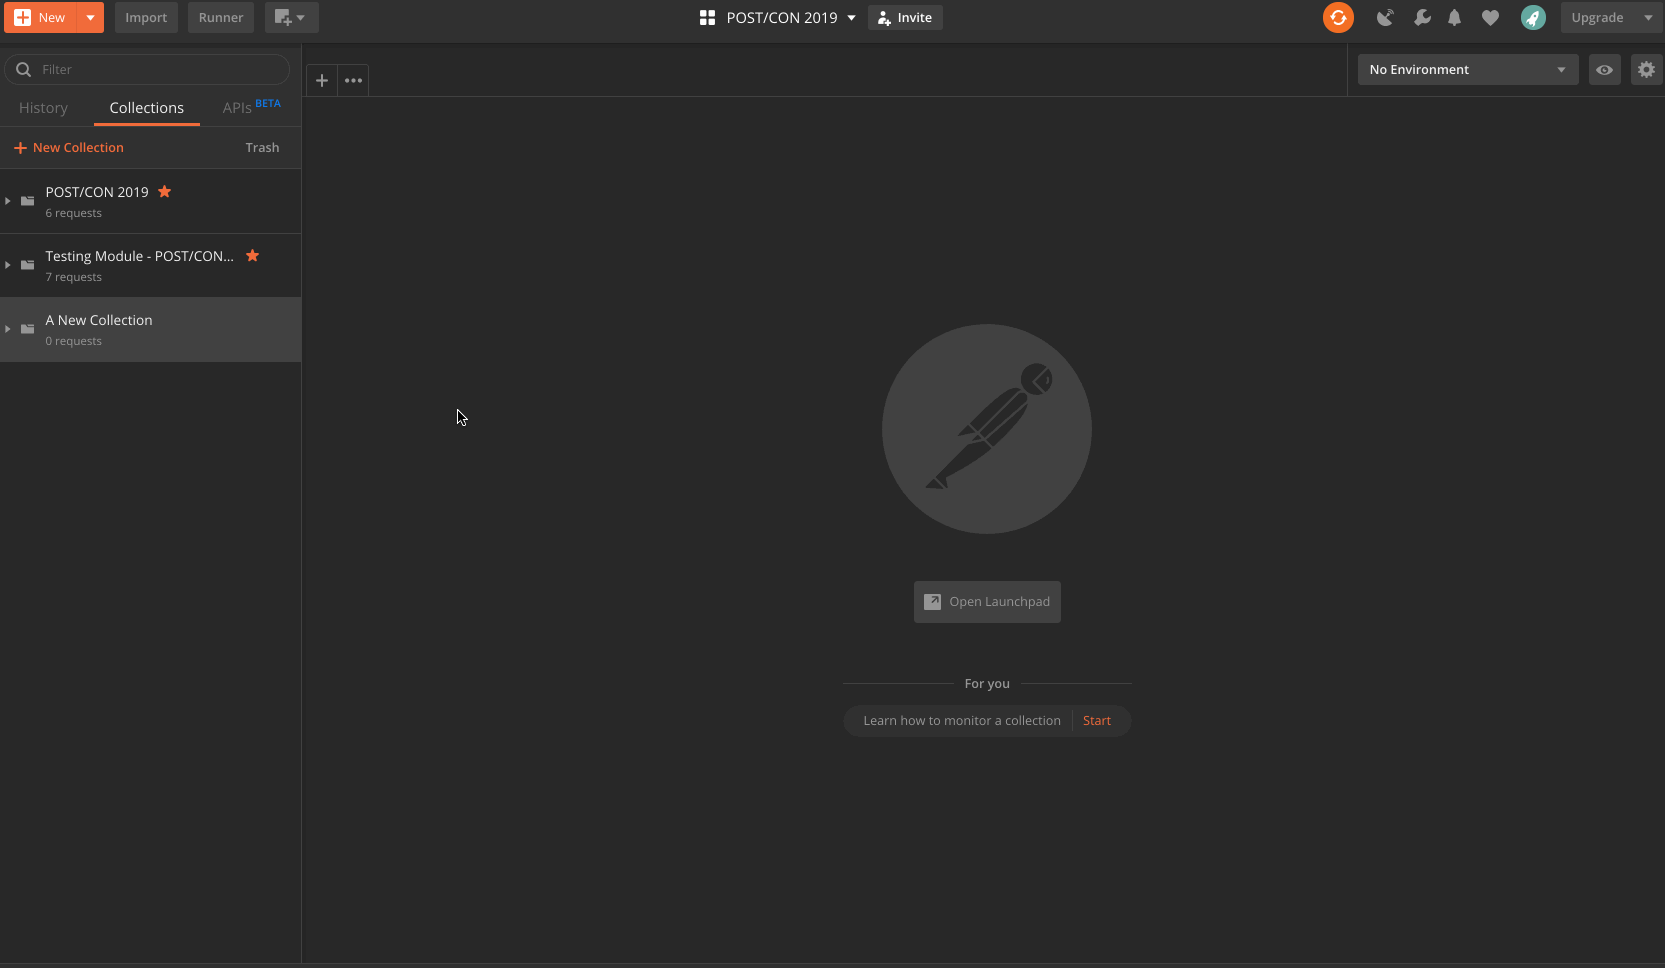 New
Import
Runner
POST/CON 2019
Invite
Upgrade
Filter
No Environment
History
Collections
APIs BETA
New Collection
Trash
POST/CON 2019
6 requests
Testing Module - POST/CON...
7 requests
A New Collection
0 requests
Open Launchpad
For you
Learn how to monitor a collection
Start